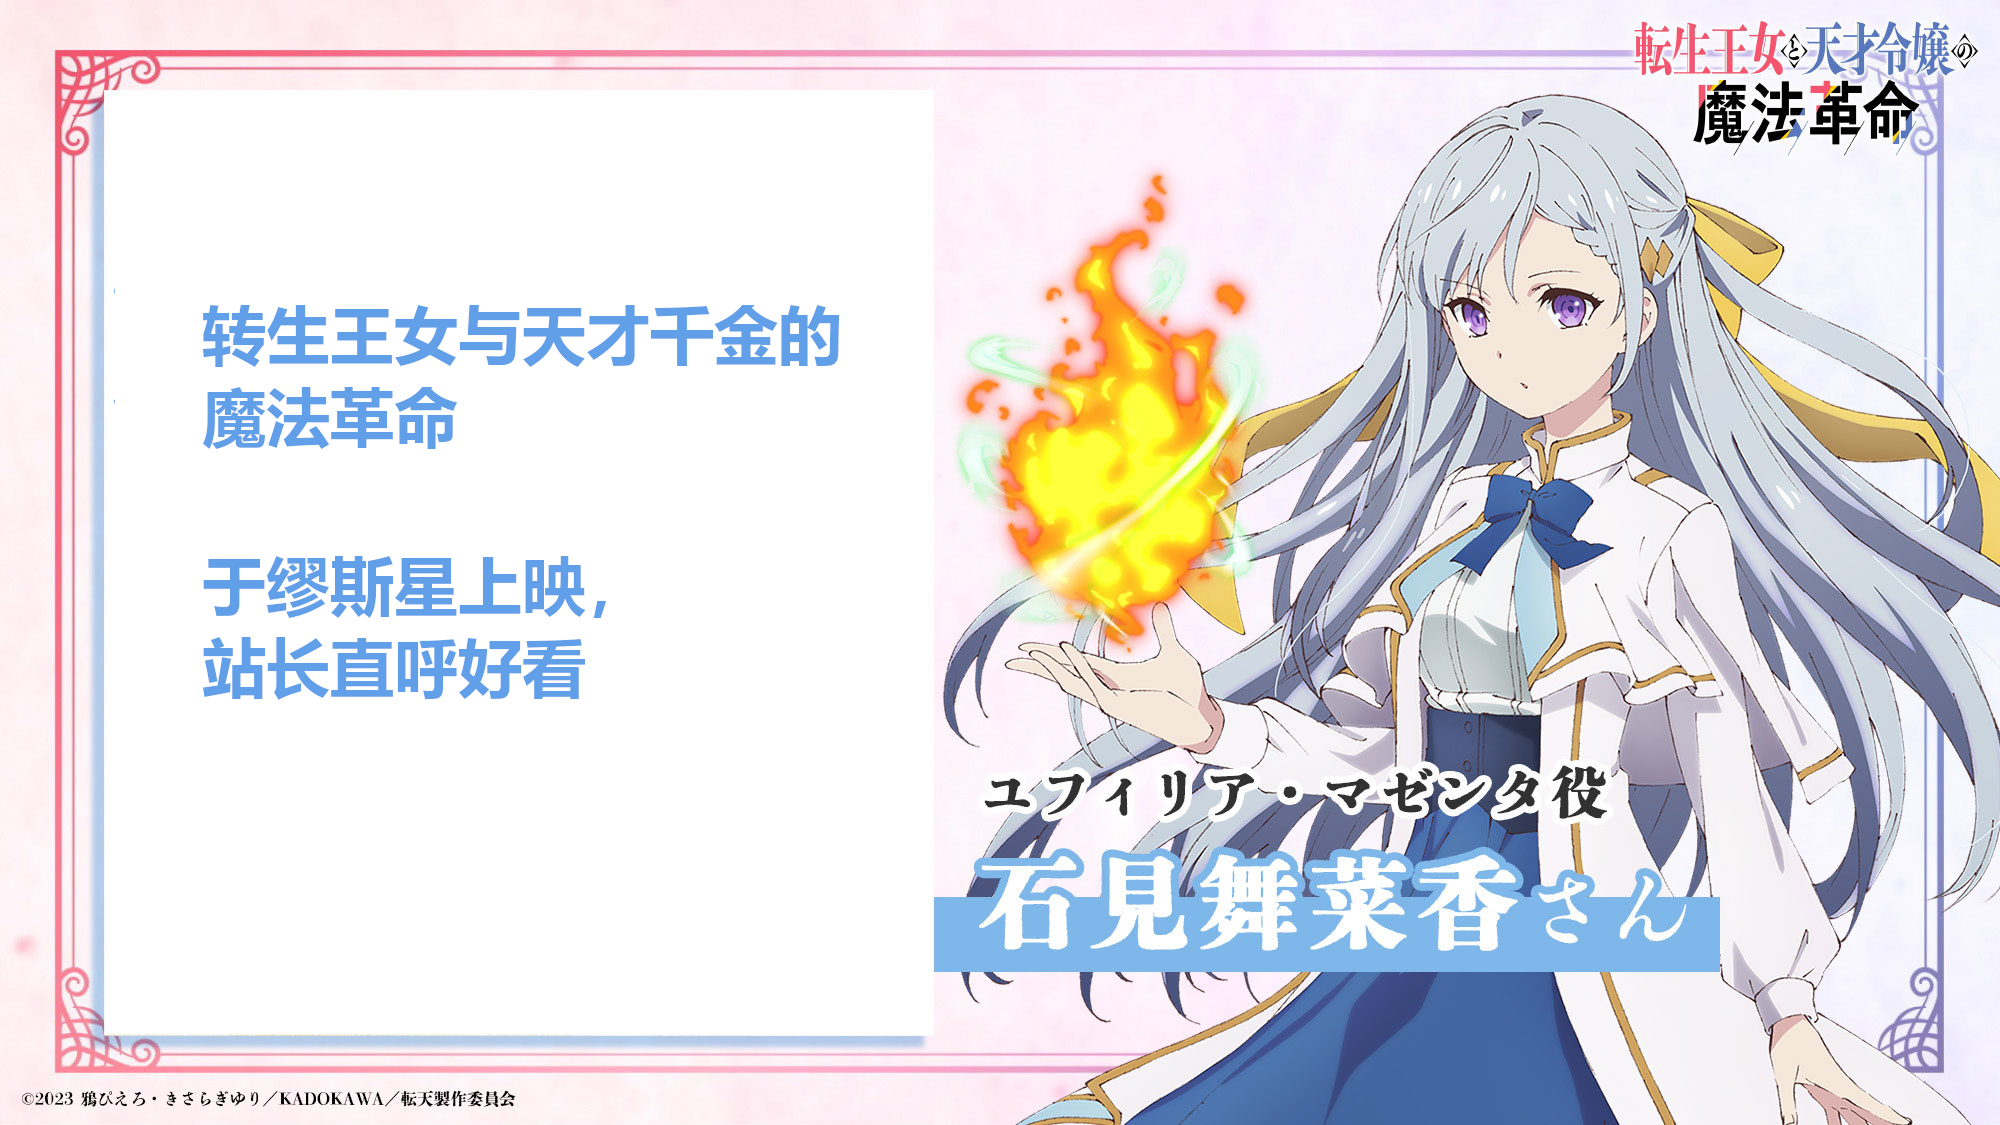 転生王女と天才令嬢の
魔法革命
转生王女与天才千金的
魔法革命
于缪斯星上映，
站长直呼好看
ユフィリア・マゼンタ役
石見舞菜香さん
©2023 鴉ぴえろ・きさらぎゆり／KADOKAWA／転天製作委員会